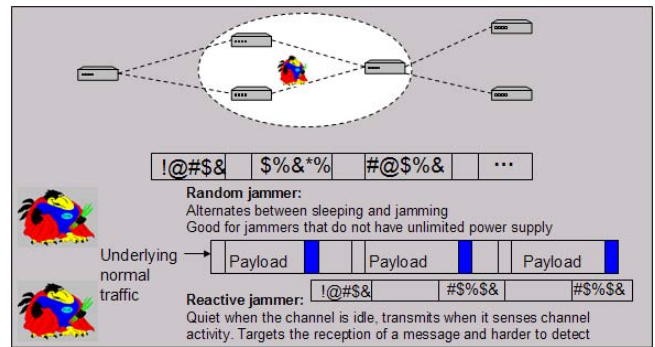 !@#$& $%&*% #@$%& ...
Random jammer:
Alternates between sleeping and jamming
Good for jammers that do not have unlimited power supply
Underlying normal traffic
Payload Payload Payload
!@#$& #$%$& #$%$&
Reactive jammer:
Quiet when the channel is idle, transmits when it senses channel
activity. Targets the reception of a message and harder to detect